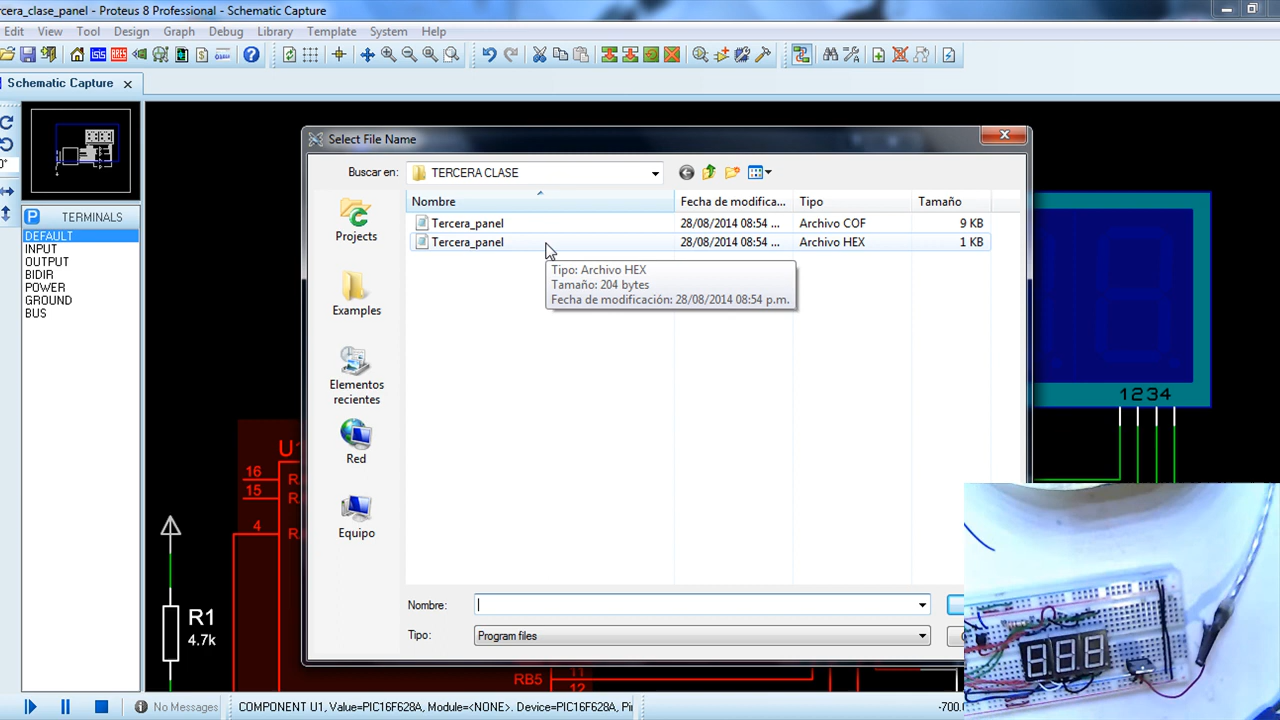 rcera_clase_panel - Proteus 8 Professional - Schematic Capture
Edit View Tool Design Graph Debug Library Template System Help
Schematic Capture
Select File Name
Buscar en: TERCERA CLASE
Nombre Fecha de modifica... Tipo Tamaño
Tercera_panel 28/08/2014 08:54 ... Archivo COF 9 KB
Tercera_panel 28/08/2014 08:54 ... Archivo HEX 1 KB
Tipo: Archivo HEX
Tamaño: 204 bytes
Fecha de modificación: 28/08/2014 08:54 p.m.
Projects
Examples
Elementos
recientes
Red
Equipo
Nombre:
Tipo: Program files
0°
P TERMINALS
DEFAULT
INPUT
OUTPUT
BIDIR
POWER
GROUND
BUS
1234
U1
16 R
15 R
4 R
R1
4.7k
RB5 11
12
No Messages
COMPONENT U1, Value=PIC16F628A, Module=<NONE>, Device=PIC16F628A, Pi
-700.